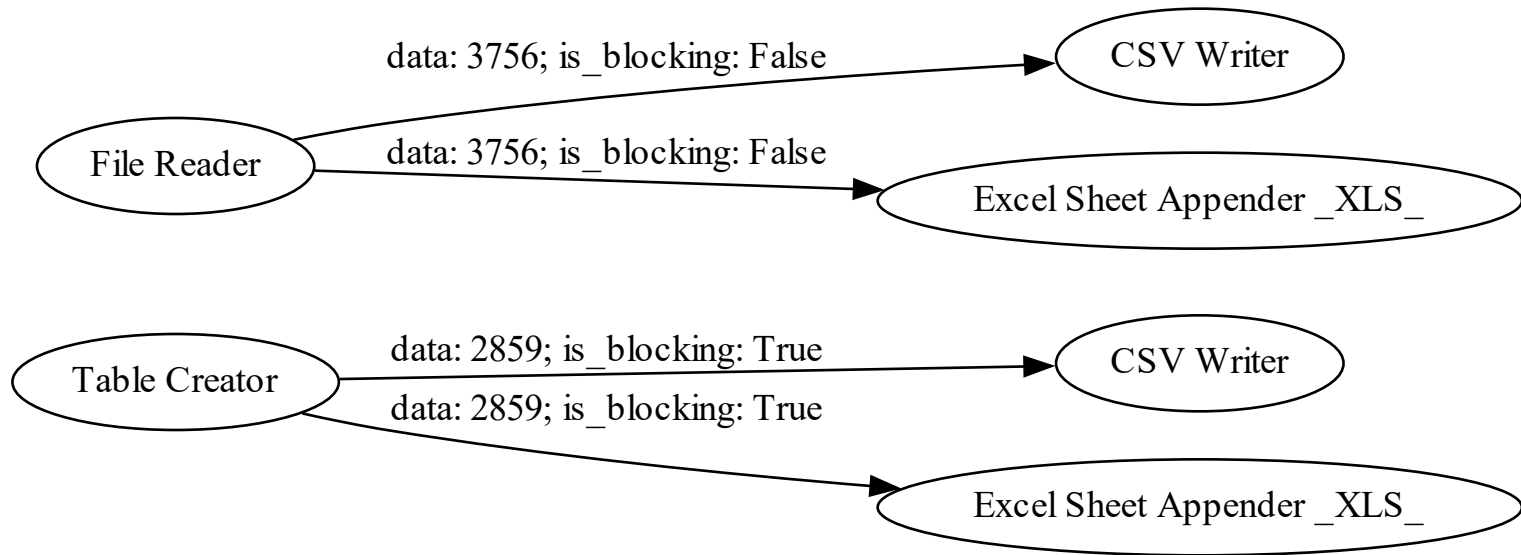 data: 3756; is_blocking: False
CSV Writer
File Reader
data: 3756; is_blocking: False
Excel Sheet Appender _XLS_
data: 2859; is_blocking: True
CSV Writer
Table Creator
data: 2859; is_blocking: True
Excel Sheet Appender _XLS_